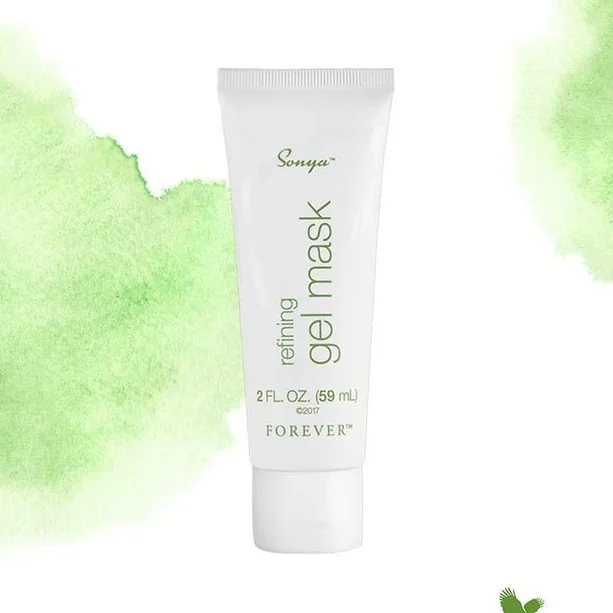 Sonya™
refining
gel mask
2 FL. OZ. (59 mL)
©2017
FOREVER™